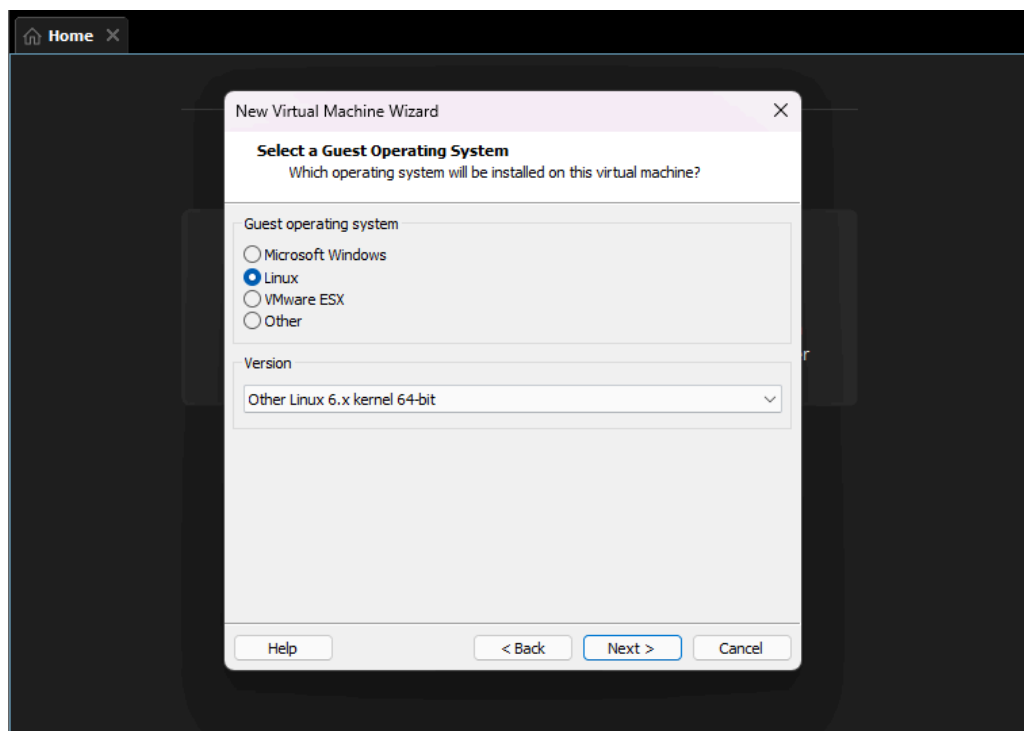 Home
New Virtual Machine Wizard
Select a Guest Operating System
Which operating system will be installed on this virtual machine?
Guest operating system
Microsoft Windows
Linux
VMware ESX
Other
Version
Other Linux 6.x kernel 64-bit
Help
< Back
Next >
Cancel